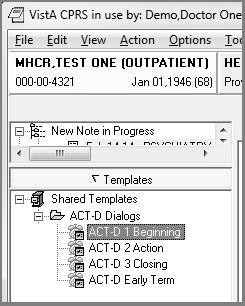 VistA CPRS in use by: Demo,Doctor One
File Edit View Action Options
MHCR,TEST ONE (OUTPATIENT) HE
000-00-4321 Jan 01,1946 (68) Pro
New Note in Progress
Templates
Shared Templates
ACT-D Dialogs
ACT-D 1 Beginning
ACT-D 2 Action
ACT-D 3 Closing
ACT-D Early Term